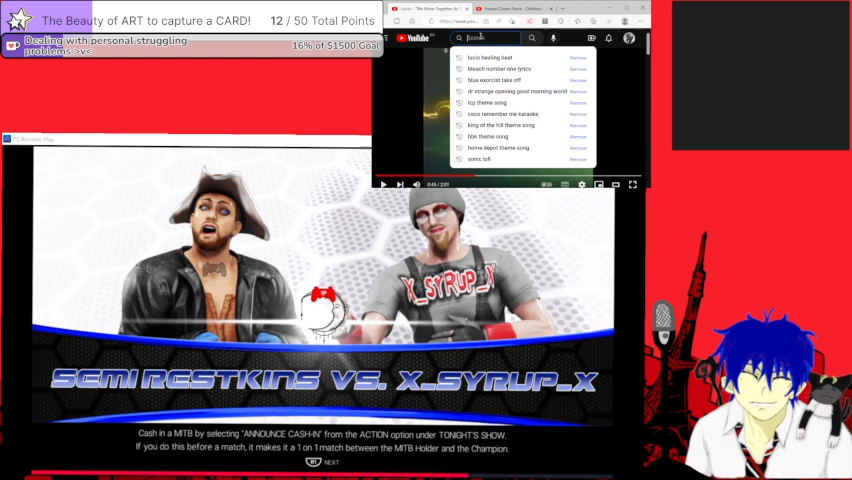 The Beauty of ART to capture a CARD! 12 / 50 Total Points
Dealing with personal struggling
problems >v<
16% of $1500 Goal
YouTube
lucio healing beat Remove
bleach number one lyrics Remove
blue exorcist take off Remove
dr strange opening good morning world Remove
icp theme song Remove
coco remember me karaoke Remove
king of the hill theme song Remove
hbk theme song Remove
home depot theme song Remove
sonic lofi Remove
0:45 / 2:01
PS Remote Play
X_SYRUP_X
SEMI RESTKINS VS. X_SYRUP_X
Cash in a MITB by selecting "ANNOUNCE CASH-IN" from the ACTION option under TONIGHT'S SHOW.
If you do this before a match, it makes it a 1 on 1 match between the MITB Holder and the Champion.
R1 NEXT